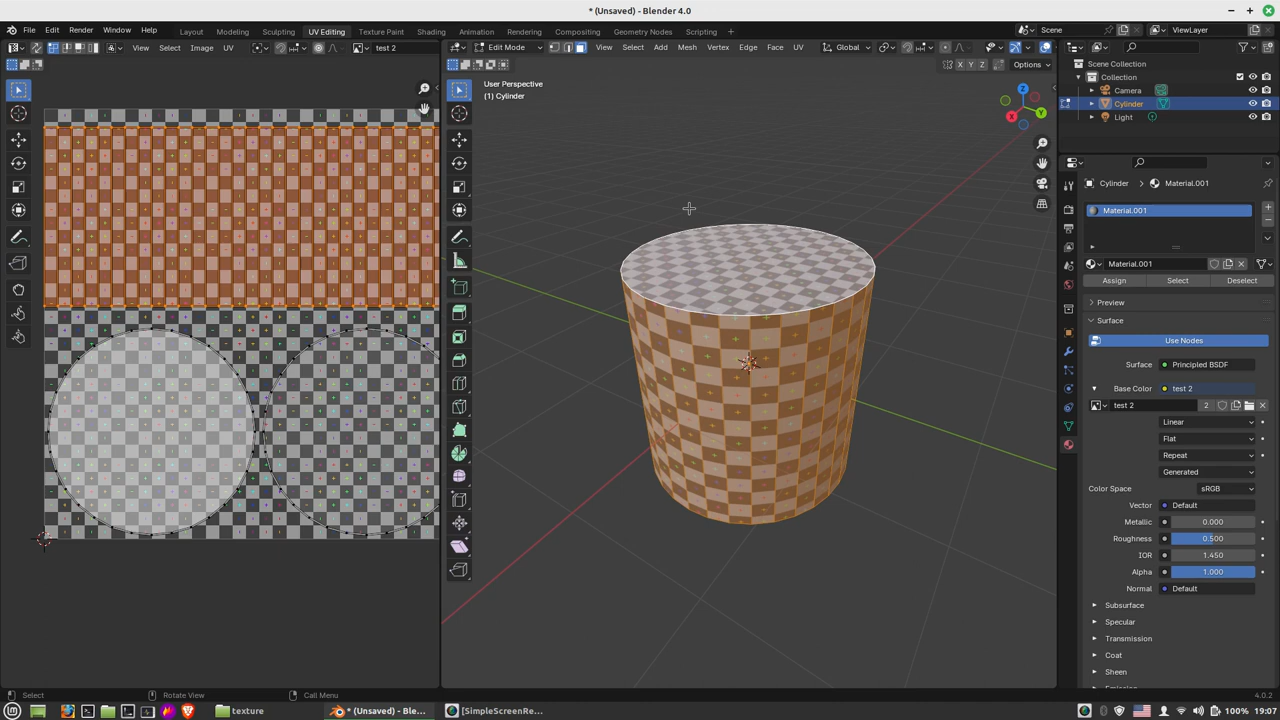 * (Unsaved) - Blender 4.0
File Edit Render Window Help Layout Modeling Sculpting UV Editing Texture Paint Shading Animation Rendering Compositing Geometry Nodes Scripting Scene ViewLayer
View Select Image UV test 2
Edit Mode View Select Add Mesh Vertex Edge Face UV Global
X Y Z Options
User Perspective
(1) Cylinder
Z
Y
X
Scene Collection
Collection
Camera
Cylinder
Light
Cylinder Material.001
Material.001
Material.001
Assign Select Deselect
Preview
Surface
Use Nodes
Surface Principled BSDF
Base Color test 2
test 2 2
Linear
Flat
Repeat
Generated
Color Space sRGB
Vector Default
Metallic 0.000
Roughness 0.500
IOR 1.450
Alpha 1.000
Normal Default
Subsurface
Specular
Transmission
Coat
Sheen
Select Rotate View Call Menu 4.0.2
texture * (Unsaved) - Ble... [SimpleScreenRe... 100% 19:07